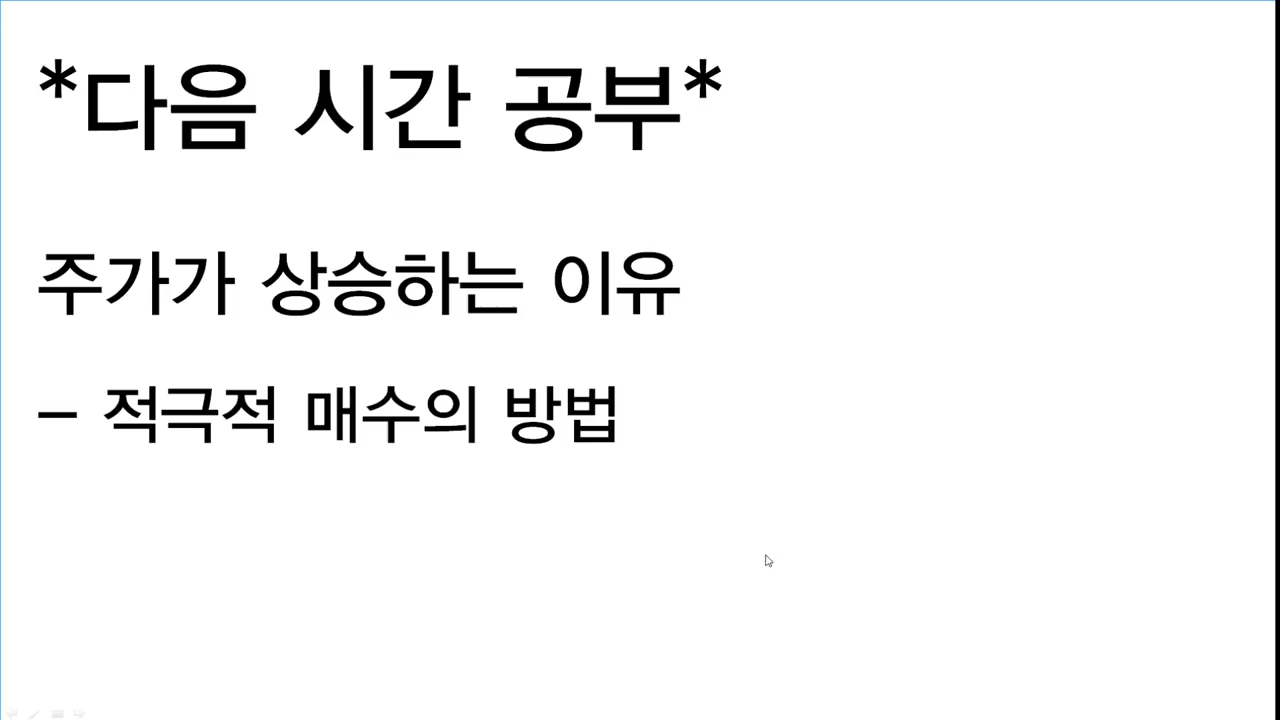 *다음 시간 공부*
주가가 상승하는 이유
- 적극적 매수의 방법